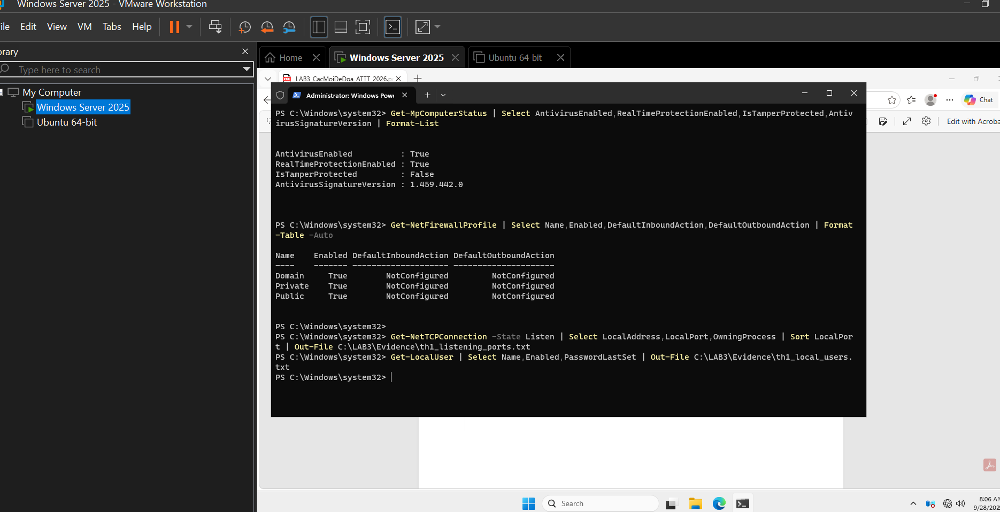 Windows Server 2025 - VMware Workstation
ile Edit View VM Tabs Help
brary
Type here to search
My Computer
Windows Server 2025
Ubuntu 64-bit
Home
Windows Server 2025
Ubuntu 64-bit
LAB3_CacMoiDeDoa_ATTT_2026.p
Chat
Edit with Acroba
Administrator: Windows Powe
PS C:\Windows\system32> Get-MpComputerStatus | Select AntivirusEnabled,RealTimeProtectionEnabled,IsTamperProtected,Antiv
irusSignatureVersion | Format-List
AntivirusEnabled : True
RealTimeProtectionEnabled : True
IsTamperProtected : False
AntivirusSignatureVersion : 1.459.442.0
PS C:\Windows\system32> Get-NetFirewallProfile | Select Name,Enabled,DefaultInboundAction,DefaultOutboundAction | Format
-Table -Auto
Name Enabled DefaultInboundAction DefaultOutboundAction
---- ------- -------------------- ---------------------
Domain True NotConfigured NotConfigured
Private True NotConfigured NotConfigured
Public True NotConfigured NotConfigured
PS C:\Windows\system32>
PS C:\Windows\system32> Get-NetTCPConnection -State Listen | Select LocalAddress,LocalPort,OwningProcess | Sort LocalPor
t | Out-File C:\LAB3\Evidence\th1_listening_ports.txt
PS C:\Windows\system32> Get-LocalUser | Select Name,Enabled,PasswordLastSet | Out-File C:\LAB3\Evidence\th1_local_users.
txt
PS C:\Windows\system32>
Search
8:06 AM
9/28/202